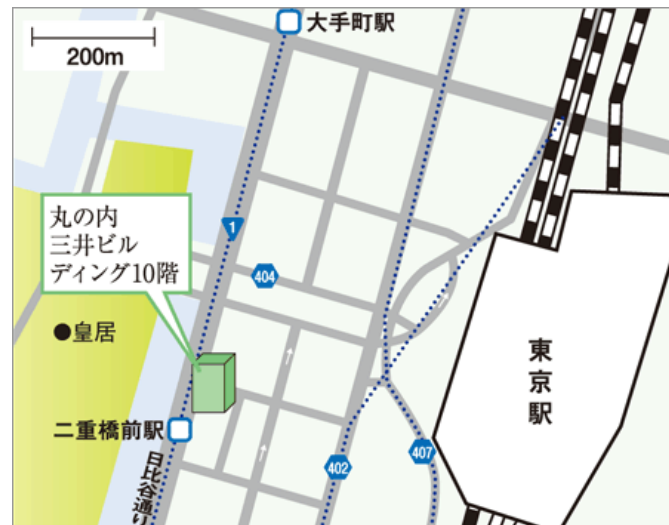 大手町駅
200m
1
丸の内
三井ビル
ディング10階
404
●皇居
東京駅
二重橋前駅
日比谷通り
402
407